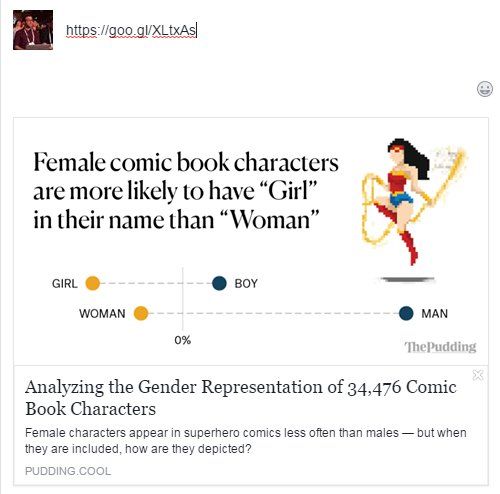 https://goo.gl/XLtxAs
Female comic book characters
are more likely to have “Girl”
in their name than “Woman”
GIRL BOY
WOMAN MAN
0%
ThePudding
Analyzing the Gender Representation of 34,476 Comic
Book Characters
Female characters appear in superhero comics less often than males — but when
they are included, how are they depicted?
PUDDING.COOL